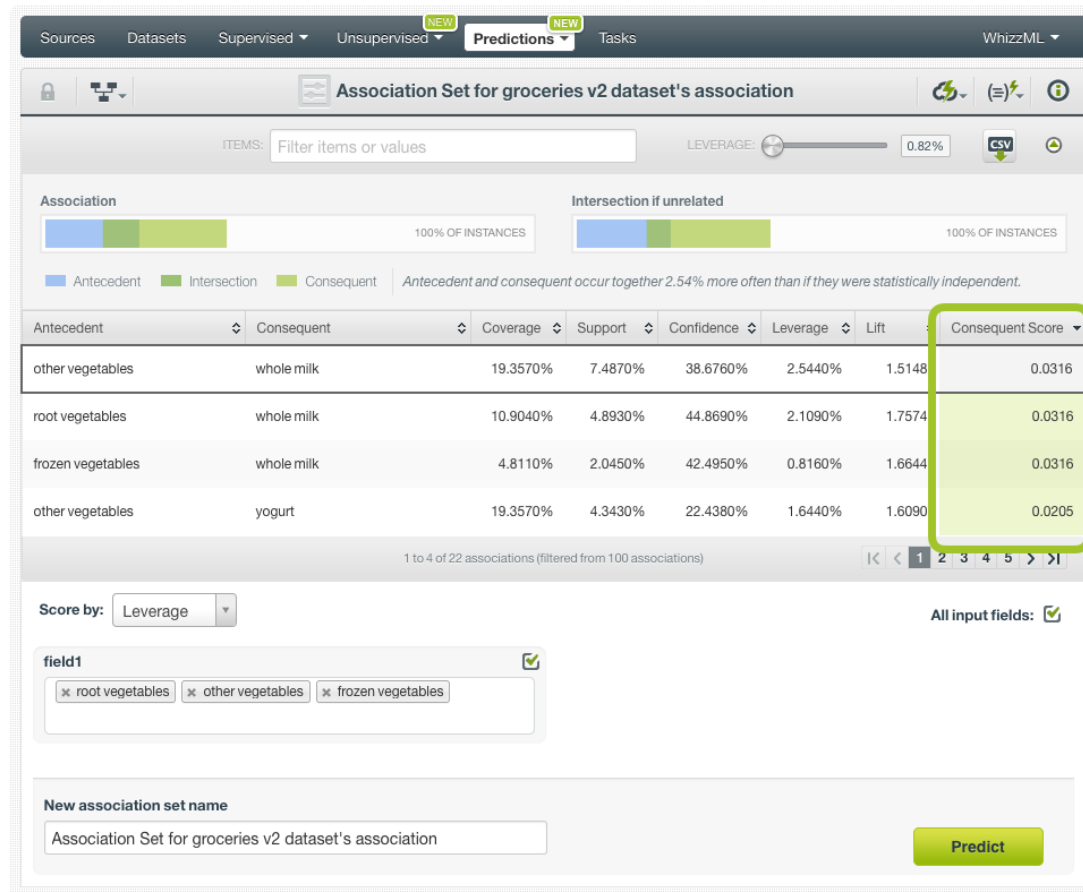 NEW NEW
Sources Datasets Supervised Unsupervised Predictions Tasks WhizzML
Association Set for groceries v2 dataset's association
ITEMS: Filter items or values LEVERAGE: 0.82% CSV
Association Intersection if unrelated
100% OF INSTANCES 100% OF INSTANCES
Antecedent Intersection Consequent Antecedent and consequent occur together 2.54% more often than if they were statistically independent.
Antecedent Consequent Coverage Support Confidence Leverage Lift Consequent Score
other vegetables whole milk 19.3570% 7.4870% 38.6760% 2.5440% 1.5148 0.0316
root vegetables whole milk 10.9040% 4.8930% 44.8690% 2.1090% 1.7574 0.0316
frozen vegetables whole milk 4.8110% 2.0450% 42.4950% 0.8160% 1.6644 0.0316
other vegetables yogurt 19.3570% 4.3430% 22.4380% 1.6440% 1.6090 0.0205
1 to 4 of 22 associations (filtered from 100 associations) 1 2 3 4 5
Score by: Leverage All input fields:
field1
root vegetables other vegetables frozen vegetables
New association set name
Association Set for groceries v2 dataset's association
Predict